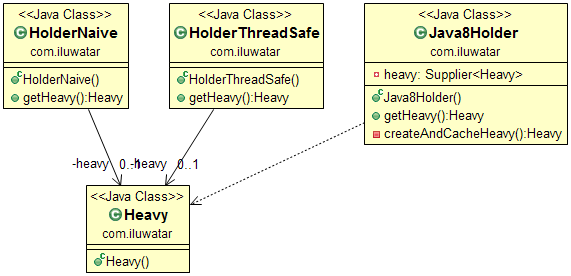 <<Java Class>>
HolderNaive
com.iluwatar
HolderNaive()
getHeavy():Heavy
<<Java Class>>
HolderThreadSafe
com.iluwatar
HolderThreadSafe()
getHeavy():Heavy
<<Java Class>>
Java8Holder
com.iluwatar
heavy: Supplier<Heavy>
Java8Holder()
getHeavy():Heavy
createAndCacheHeavy():Heavy
-heavy 0..1
-heavy 0..1
<<Java Class>>
Heavy
com.iluwatar
Heavy()